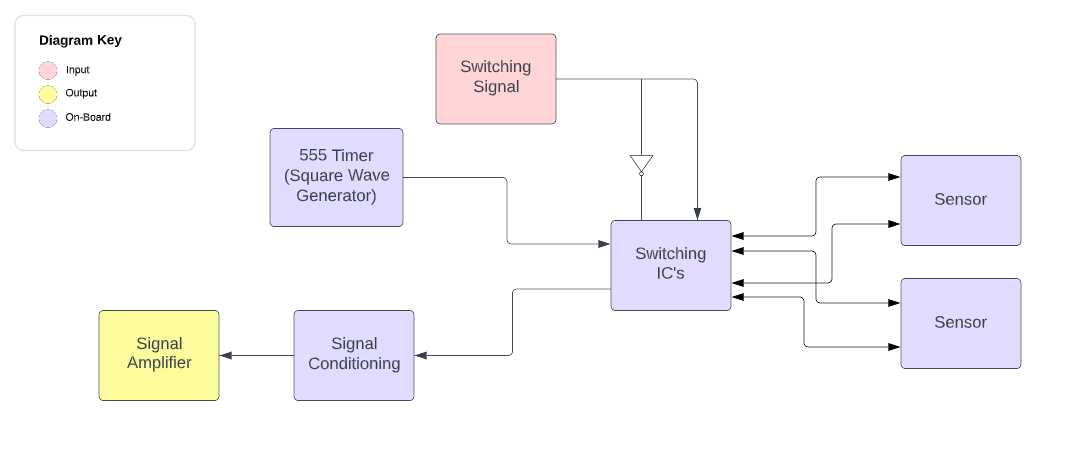 Diagram Key
Input
Output
On-Board
Switching
Signal
555 Timer
(Square Wave
Generator)
Sensor
Switching
IC's
Sensor
Signal
Amplifier
Signal
Conditioning